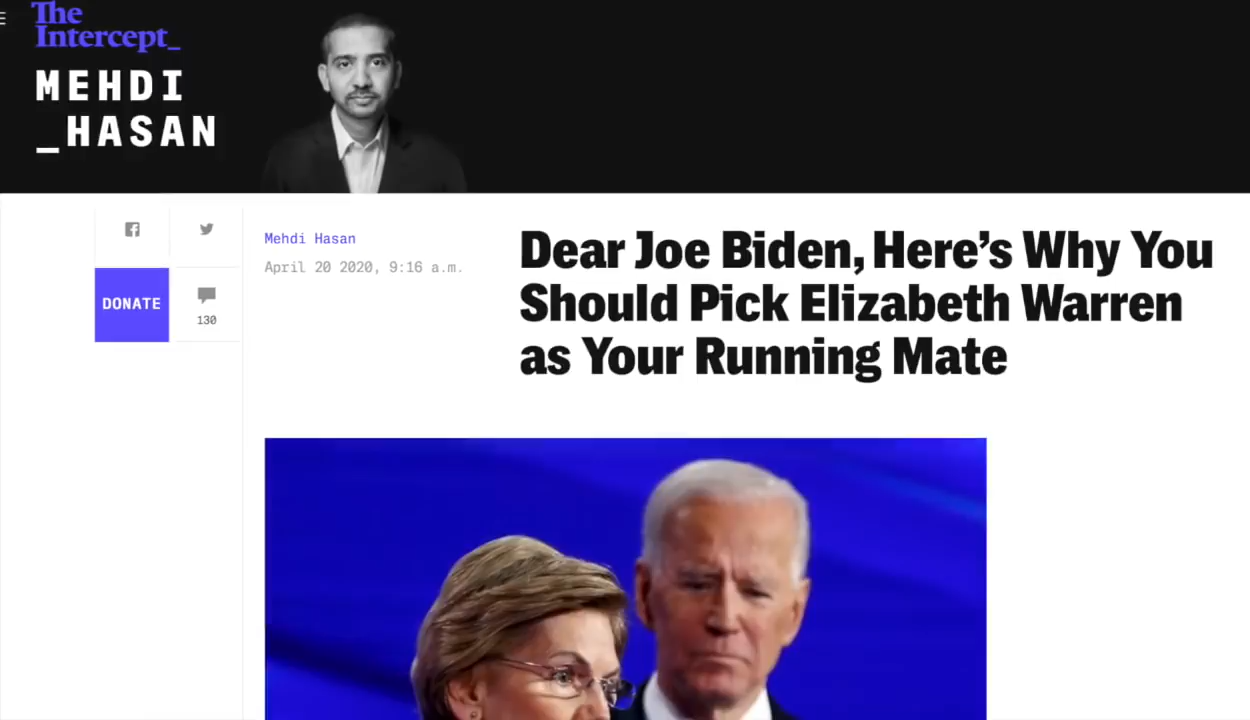 The
Intercept_
MEHDI
_HASAN
Mehdi Hasan
April 20 2020, 9:16 a.m.
DONATE
130
Dear Joe Biden, Here’s Why You
Should Pick Elizabeth Warren
as Your Running Mate